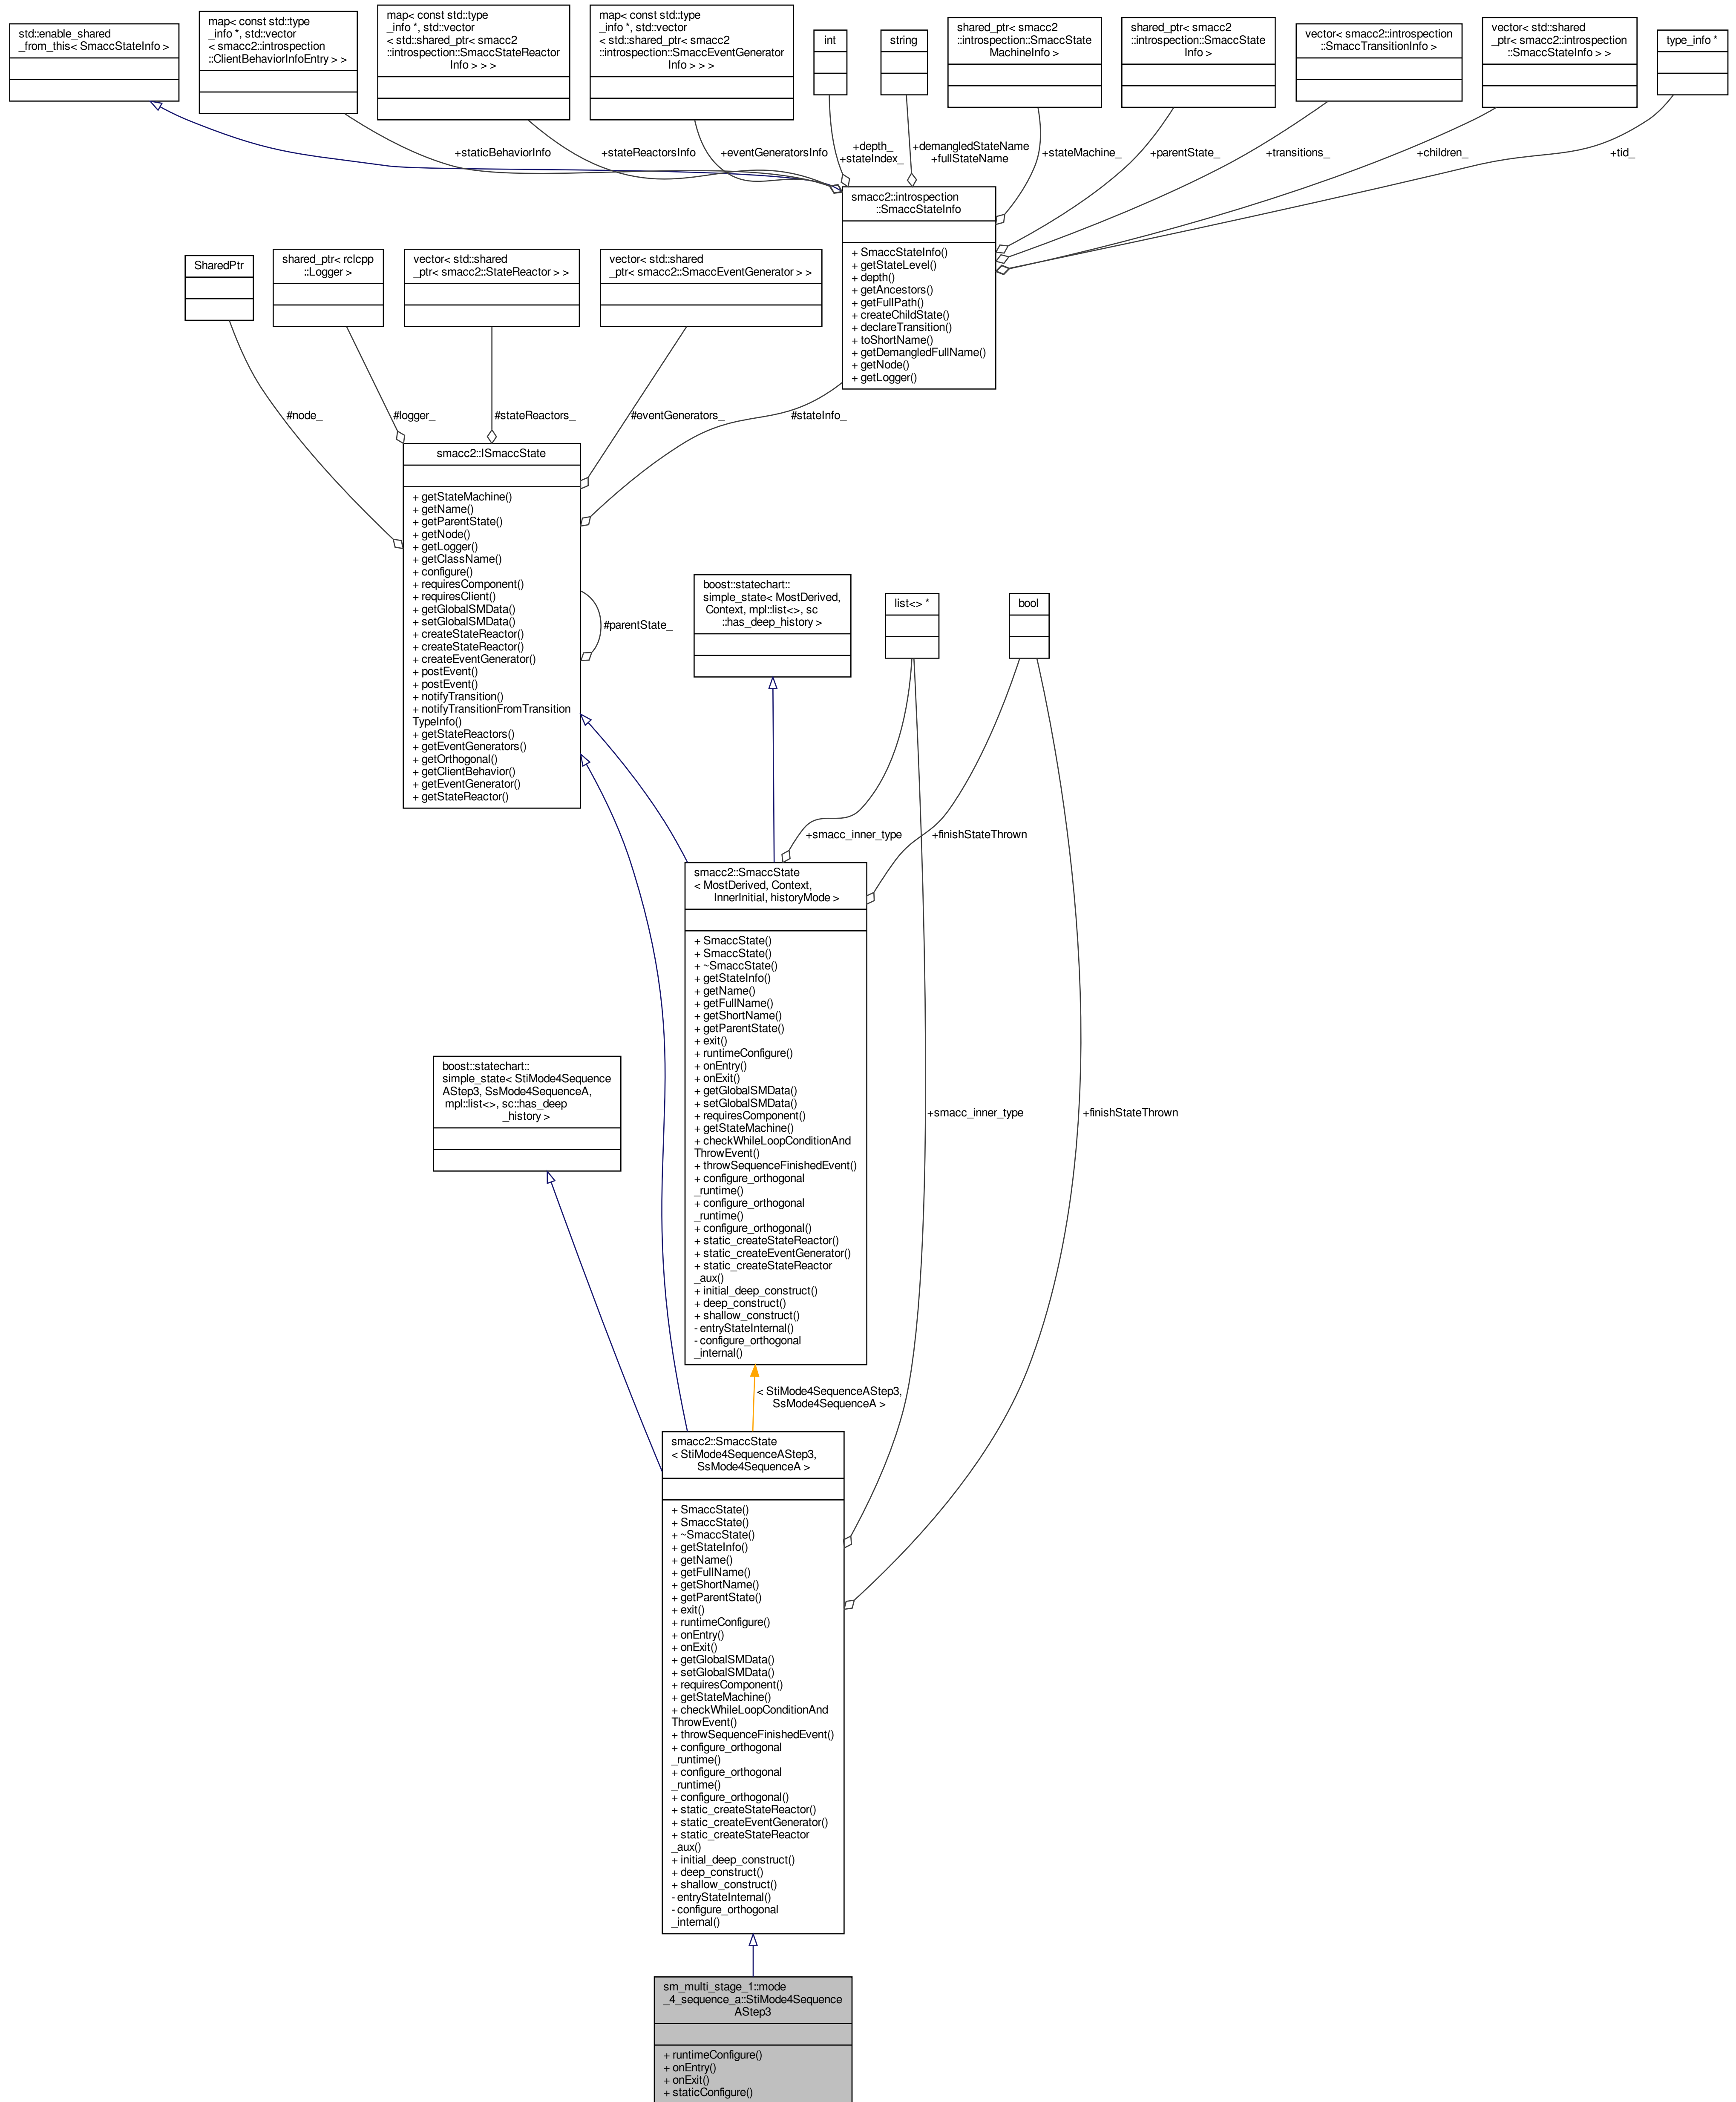 std::enable_shared
_from_this< SmaccStateInfo >
map< const std::type
_info *, std::vector
< smacc2::introspection
::ClientBehaviorInfoEntry > >
map< const std::type
_info *, std::vector
< std::shared_ptr< smacc2
::introspection::SmaccStateReactor
Info > > >
map< const std::type
_info *, std::vector
< std::shared_ptr< smacc2
::introspection::SmaccEventGenerator
Info > > >
int
string
shared_ptr< smacc2
::introspection::SmaccState
MachineInfo >
shared_ptr< smacc2
::introspection::SmaccState
Info >
vector< smacc2::introspection
::SmaccTransitionInfo >
vector< std::shared
_ptr< smacc2::introspection
::SmaccStateInfo > >
type_info *
+staticBehaviorInfo
+stateReactorsInfo
+eventGeneratorsInfo
+depth_
+stateIndex_
+demangledStateName
+fullStateName
+stateMachine_
+parentState_
+transitions_
+children_
+tid_
smacc2::introspection
::SmaccStateInfo
+ SmaccStateInfo()
+ getStateLevel()
+ depth()
+ getAncestors()
+ getFullPath()
+ createChildState()
+ declareTransition()
+ toShortName()
+ getDemangledFullName()
+ getNode()
+ getLogger()
SharedPtr
shared_ptr< rclcpp
::Logger >
vector< std::shared
_ptr< smacc2::StateReactor > >
vector< std::shared
_ptr< smacc2::SmaccEventGenerator > >
#node_
#logger_
#stateReactors_
#eventGenerators_
#stateInfo_
smacc2::ISmaccState
+ getStateMachine()
+ getName()
+ getParentState()
+ getNode()
+ getLogger()
+ getClassName()
+ configure()
+ requiresComponent()
+ requiresClient()
+ getGlobalSMData()
+ setGlobalSMData()
+ createStateReactor()
+ createStateReactor()
+ createEventGenerator()
+ postEvent()
+ postEvent()
+ notifyTransition()
+ notifyTransitionFromTransition
TypeInfo()
+ getStateReactors()
+ getEventGenerators()
+ getOrthogonal()
+ getClientBehavior()
+ getEventGenerator()
+ getStateReactor()
#parentState_
boost::statechart::
simple_state< MostDerived,
Context, mpl::list<>, sc
::has_deep_history >
list<> *
bool
+smacc_inner_type
+finishStateThrown
smacc2::SmaccState
< MostDerived, Context,
InnerInitial, historyMode >
+ SmaccState()
+ SmaccState()
+ ~SmaccState()
+ getStateInfo()
+ getName()
+ getFullName()
+ getShortName()
+ getParentState()
+ exit()
+ runtimeConfigure()
+ onEntry()
+ onExit()
+ getGlobalSMData()
+ setGlobalSMData()
+ requiresComponent()
+ getStateMachine()
+ checkWhileLoopConditionAnd
ThrowEvent()
+ throwSequenceFinishedEvent()
+ configure_orthogonal
_runtime()
+ configure_orthogonal
_runtime()
+ configure_orthogonal()
+ static_createStateReactor()
+ static_createEventGenerator()
+ static_createStateReactor
_aux()
+ initial_deep_construct()
+ deep_construct()
+ shallow_construct()
- entryStateInternal()
- configure_orthogonal
_internal()
boost::statechart::
simple_state< StiMode4Sequence
AStep3, SsMode4SequenceA,
mpl::list<>, sc::has_deep
_history >
+smacc_inner_type
+finishStateThrown
< StiMode4SequenceAStep3,
SsMode4SequenceA >
smacc2::SmaccState
< StiMode4SequenceAStep3,
SsMode4SequenceA >
+ SmaccState()
+ SmaccState()
+ ~SmaccState()
+ getStateInfo()
+ getName()
+ getFullName()
+ getShortName()
+ getParentState()
+ exit()
+ runtimeConfigure()
+ onEntry()
+ onExit()
+ getGlobalSMData()
+ setGlobalSMData()
+ requiresComponent()
+ getStateMachine()
+ checkWhileLoopConditionAnd
ThrowEvent()
+ throwSequenceFinishedEvent()
+ configure_orthogonal
_runtime()
+ configure_orthogonal
_runtime()
+ configure_orthogonal()
+ static_createStateReactor()
+ static_createEventGenerator()
+ static_createStateReactor
_aux()
+ initial_deep_construct()
+ deep_construct()
+ shallow_construct()
- entryStateInternal()
- configure_orthogonal
_internal()
sm_multi_stage_1::mode
_4_sequence_a::StiMode4Sequence
AStep3
+ runtimeConfigure()
+ onEntry()
+ onExit()
+ staticConfigure()